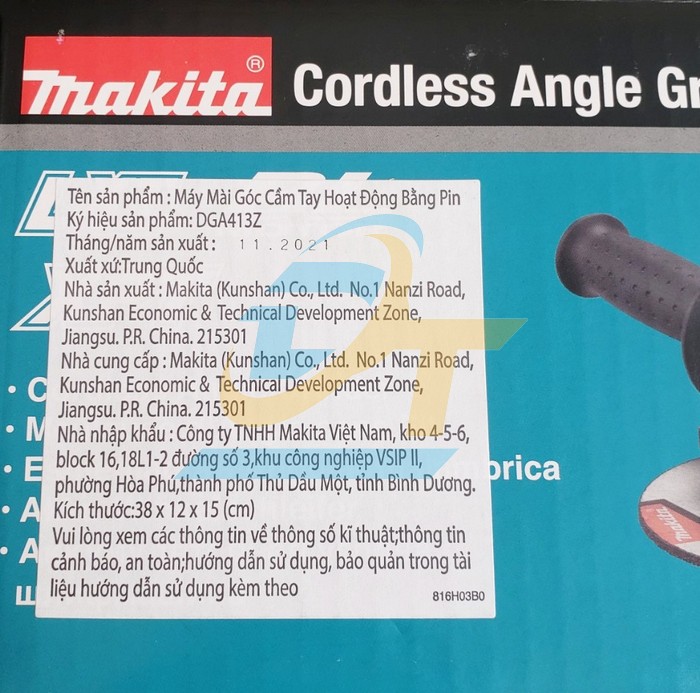 makita®
Cordless Angle
Tên sản phẩm : Máy Mài Góc Cầm Tay Hoạt Động Bằng Pin
Ký hiệu sản phẩm: DGA413Z
Tháng/năm sản xuất : 11.2021
Xuất xứ:Trung Quốc
Nhà sản xuất : Makita (Kunshan) Co., Ltd. No.1 Nanzi Road,
Kunshan Economic & Technical Development Zone,
Jiangsu. P.R. China. 215301
Nhà cung cấp : Makita (Kunshan) Co., Ltd. No.1 Nanzi Road,
Kunshan Economic & Technical Development Zone,
Jiangsu. P.R. China. 215301
Nhà nhập khẩu : Công ty TNHH Makita Việt Nam, kho 4-5-6,
block 16,18L1-2 đường số 3,khu công nghiệp VSIP II,
phường Hòa Phú,thành phố Thủ Dầu Một, tỉnh Bình Dương.
Kích thước:38 x 12 x 15 (cm)
Vui lòng xem các thông tin về thông số kĩ thuật;thông tin
cảnh báo, an toàn;hướng dẫn sử dụng, bảo quản trong tài
liệu hướng dẫn sử dụng kèm theo
816H03B0
makita